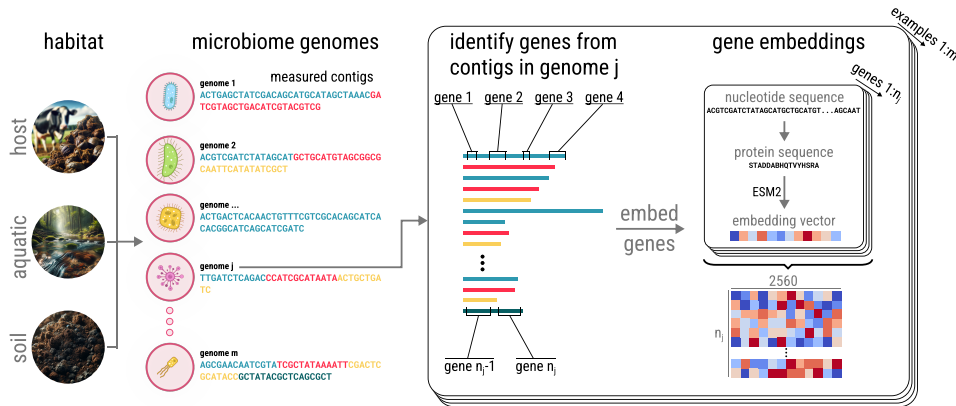 habitat
host
aquatic
soil
microbiome genomes
measured contigs
genome 1
ACTGAGCTATCGACAGCATGCATAGCTAAACGA
TCGTAGCTGACATCGTACGTCG
genome 2
ACGTCGATCTATAGCATGCTGCATGTAGCGGCG
CAATTCATATATCGCT
genome ...
ACTGACTCACAACTGTTTCGTCGCACAGCATCA
CACGGCATCAGCATCGATC
genome j
TTGATCTCAGACCCATCGCATAATAACTGCTGA
TC
genome m
AGCGAACAATCGTATCGCTATAAAATTCGACTC
GCATACCGCTATACGCTCAGCGCT
identify genes from
contigs in genome j
gene 1
gene 2
gene 3
gene 4
gene nj-1
gene nj
embed
genes
gene embeddings
examples 1:m
genes 1:nj
nucleotide sequence
ACGTCGATCTATAGCATGCTGCATGT...AGCAAT
protein sequence
STADDABHQTVYHSRA
ESM2
embedding vector
2560
nj